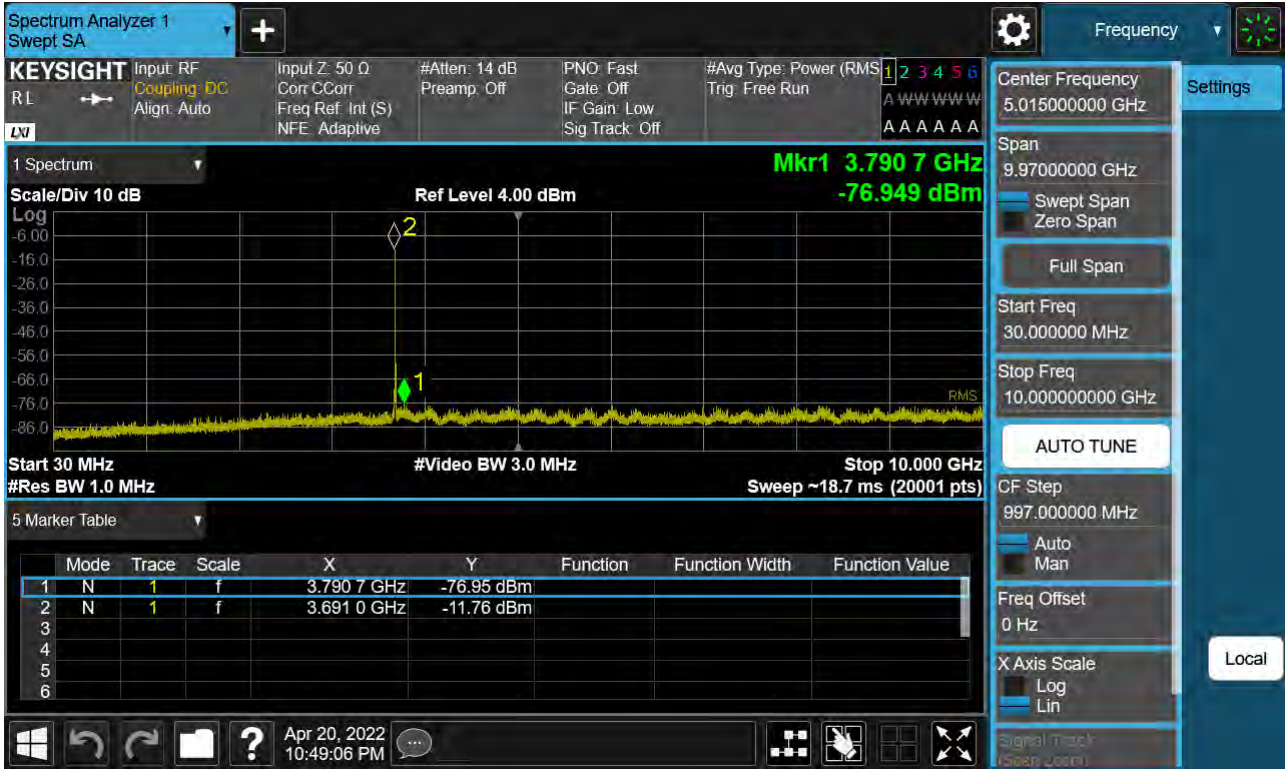 Spectrum Analyzer 1
Swept SA
Frequency
KEYSIGHT
RL
LXI
Input: RF
Coupling: DC
Align: Auto
Input Z: 50 Ω
Corr CCorr
Freq Ref: Int (S)
NFE: Adaptive
#Atten: 14 dB
Preamp: Off
PNO: Fast
Gate: Off
IF Gain: Low
Sig Track: Off
#Avg Type: Power (RMS
Trig: Free Run
1 2 3 4 5 6
A W W W W W
A A A A A A
1 Spectrum
Mkr1 3.790 7 GHz
-76.949 dBm
Scale/Div 10 dB
Ref Level 4.00 dBm
Log
-6.00
-16.0
-26.0
-36.0
-46.0
-56.0
-66.0
-76.0
-86.0
2
1
RMS
Start 30 MHz
#Video BW 3.0 MHz
Stop 10.000 GHz
#Res BW 1.0 MHz
Sweep ~18.7 ms (20001 pts)
5 Marker Table
Mode Trace Scale X Y Function Function Width Function Value
1 N 1 f 3.790 7 GHz -76.95 dBm
2 N 1 f 3.691 0 GHz -11.76 dBm
3
4
5
6
Apr 20, 2022
10:49:06 PM
Center Frequency
5.015000000 GHz
Settings
Span
9.97000000 GHz
Swept Span
Zero Span
Full Span
Start Freq
30.000000 MHz
Stop Freq
10.000000000 GHz
AUTO TUNE
CF Step
997.000000 MHz
Auto
Man
Freq Offset
0 Hz
X Axis Scale
Log
Lin
Local
Signal Track
(Span Zoom)